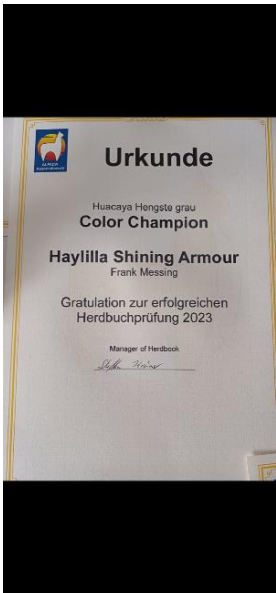 Urkunde
Huacaya Hengste grau
Color Champion
Haylilla Shining Armour
Frank Messing
Gratulation zur erfolgreichen
Herdbuchprüfung 2023
Manager of Herdbook